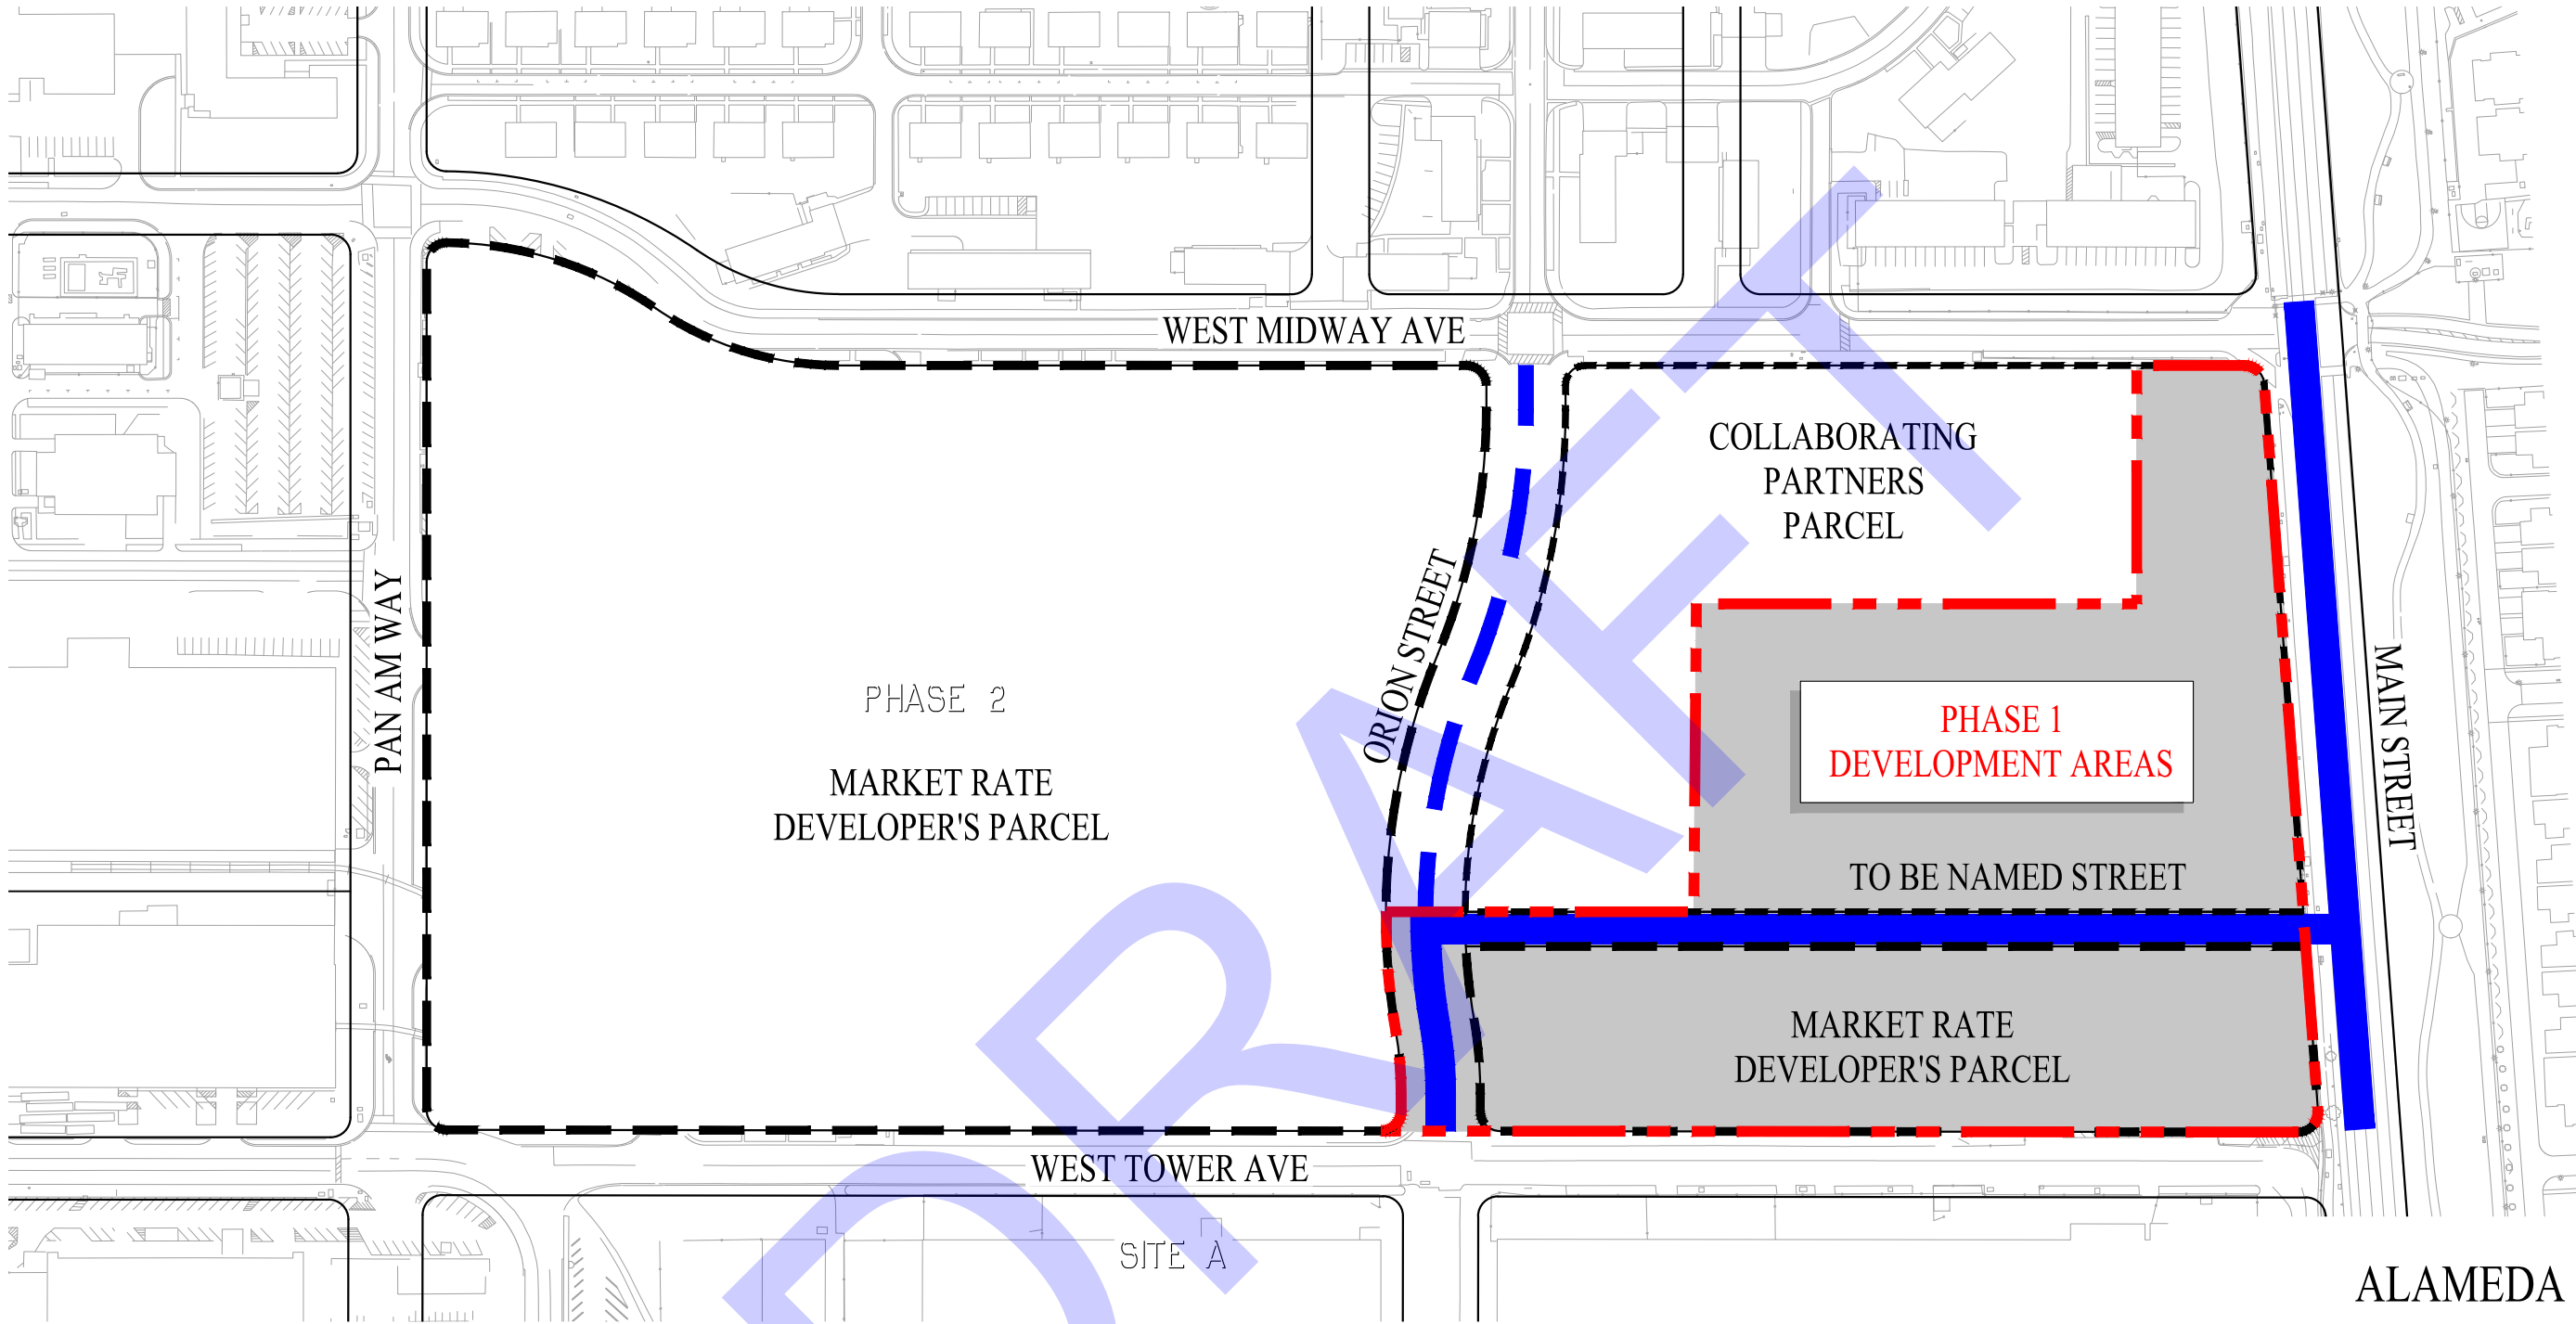 WEST MIDWAY AVE
COLLABORATING
PARTNERS
PARCEL
PAN AM WAY
ORION STREET
MAIN STREET
PHASE 2
MARKET RATE
DEVELOPER'S PARCEL
PHASE 1
DEVELOPMENT AREAS
TO BE NAMED STREET
MARKET RATE
DEVELOPER'S PARCEL
WEST TOWER AVE
SITE A
ALAMEDA
DRAFT